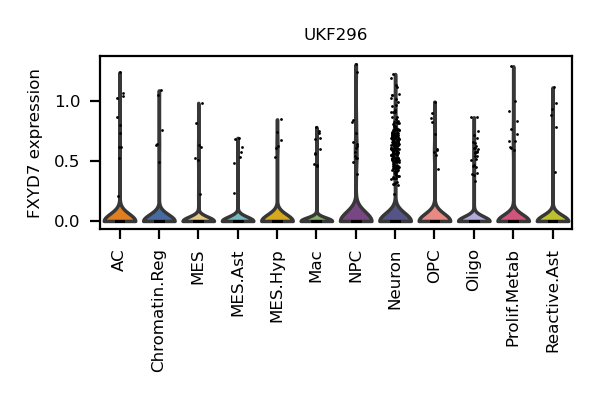 UKF296
FXYD7 expression
1.0
0.5
0.0
AC
Chromatin.Reg
MES
MES.Ast
MES.Hyp
Mac
NPC
Neuron
OPC
Oligo
Prolif.Metab
Reactive.Ast